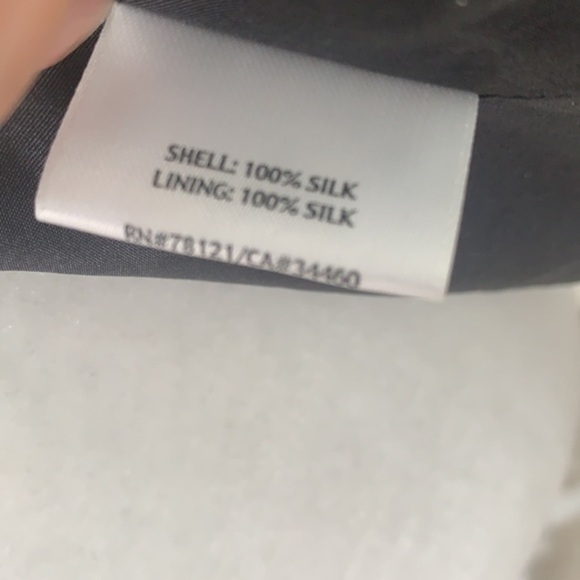 SHELL: 100% SILK
LINING: 100% SILK
RN#78121/CA#34460